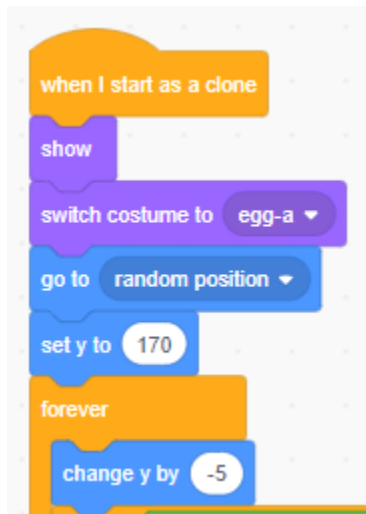 when I start as a clone
show
switch costume to egg-a
go to random position
set y to 170
forever
change y by -5